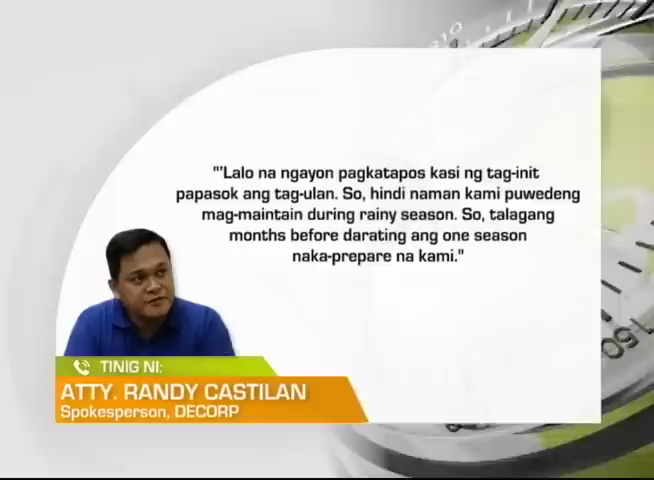 "'Lalo na ngayon pagkatapos kasi ng tag-init
papasok ang tag-ulan. So, hindi naman kami puwedeng
mag-maintain during rainy season. So, talagang
months before darating ang one season
naka-prepare na kami."
TINIG NI:
ATTY. RANDY CASTILAN
Spokesperson, DECORP
150